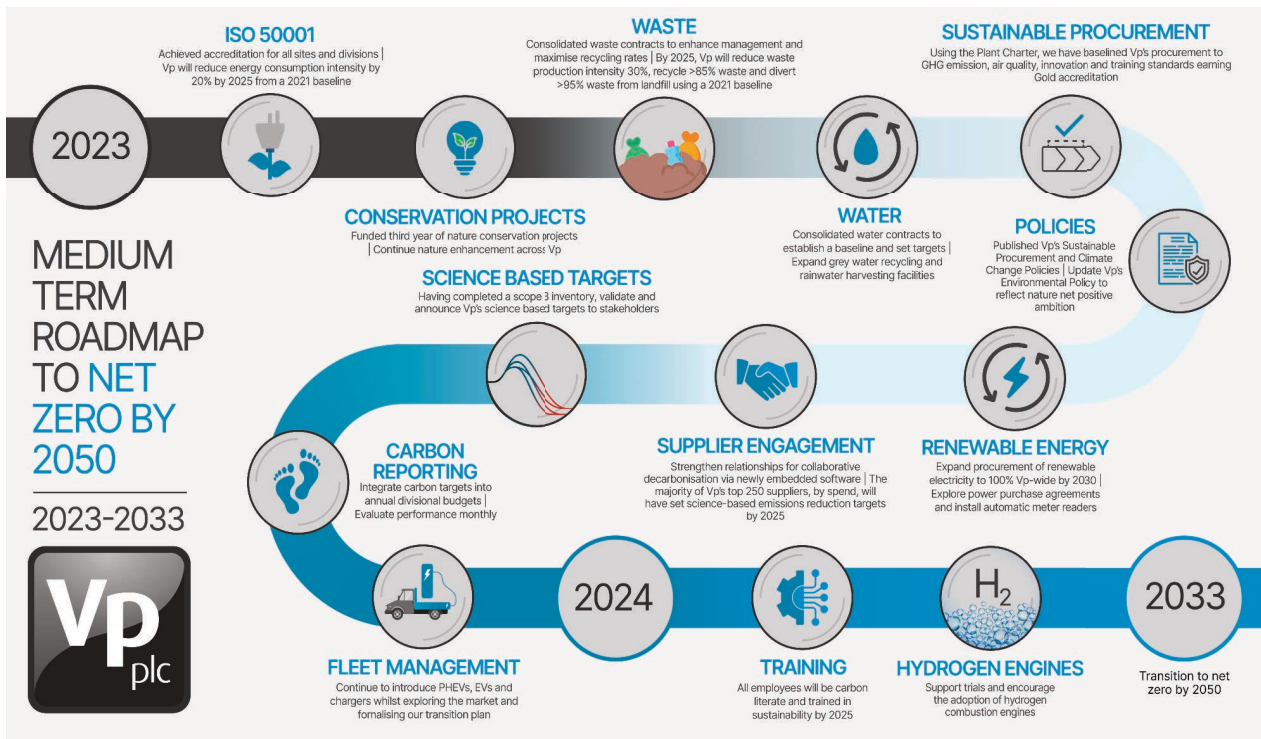 ISO 50001
Achieved accreditation for all sites and divisions |
Vp will reduce energy consumption intensity by
20% by 2025 from a 2021 baseline
WASTE
Consolidated waste contracts to enhance management and
maximise recycling rates | By 2025, Vp will reduce waste
production intensity 30%, recycle >85% waste and divert
>95% waste from landfill using a 2021 baseline
SUSTAINABLE PROCUREMENT
Using the Plant Charter, we have baselined Vp's procurement to
GHG emission, air quality, innovation and training standards earning
Gold accreditation
2023
CONSERVATION PROJECTS
Funded third year of nature conservation projects
| Continue nature enhancement across Vp
WATER
Consolidated water contracts to
establish a baseline and set targets |
Expand grey water recycling and
rainwater harvesting facilities
POLICIES
Published Vp's Sustainable
Procurement and Climate
Change Policies | Update Vp's
Environmental Policy to
reflect nature net positive
ambition
MEDIUM
TERM
ROADMAP
TO NET
ZERO BY
2050
2023-2033
Vp
plc
SCIENCE BASED TARGETS
Having completed a scope 3 inventory, validate and
announce Vp's science based targets to stakeholders
CARBON
REPORTING
Integrate carbon targets into
annual divisional budgets |
Evaluate performance monthly
SUPPLIER ENGAGEMENT
Strengthen relationships for collaborative
decarbonisation via newly embedded software | The
majority of Vp's top 250 suppliers, by spend, will
have set science-based emissions reduction targets
by 2025
RENEWABLE ENERGY
Expand procurement of renewable
electricity to 100% Vp-wide by 2030 |
Explore power purchase agreements
and install automatic meter readers
FLEET MANAGEMENT
Continue to introduce PHEVs, EVs and
chargers whilst exploring the market and
fornalising our transition plan
2024
TRAINING
All employees will be carbon
literate and trained in
sustainability by 2025
H2
HYDROGEN ENGINES
Support trials and encourage
the adoption of hydrogen
combustion engines
2033
Transition to net
zero by 2050